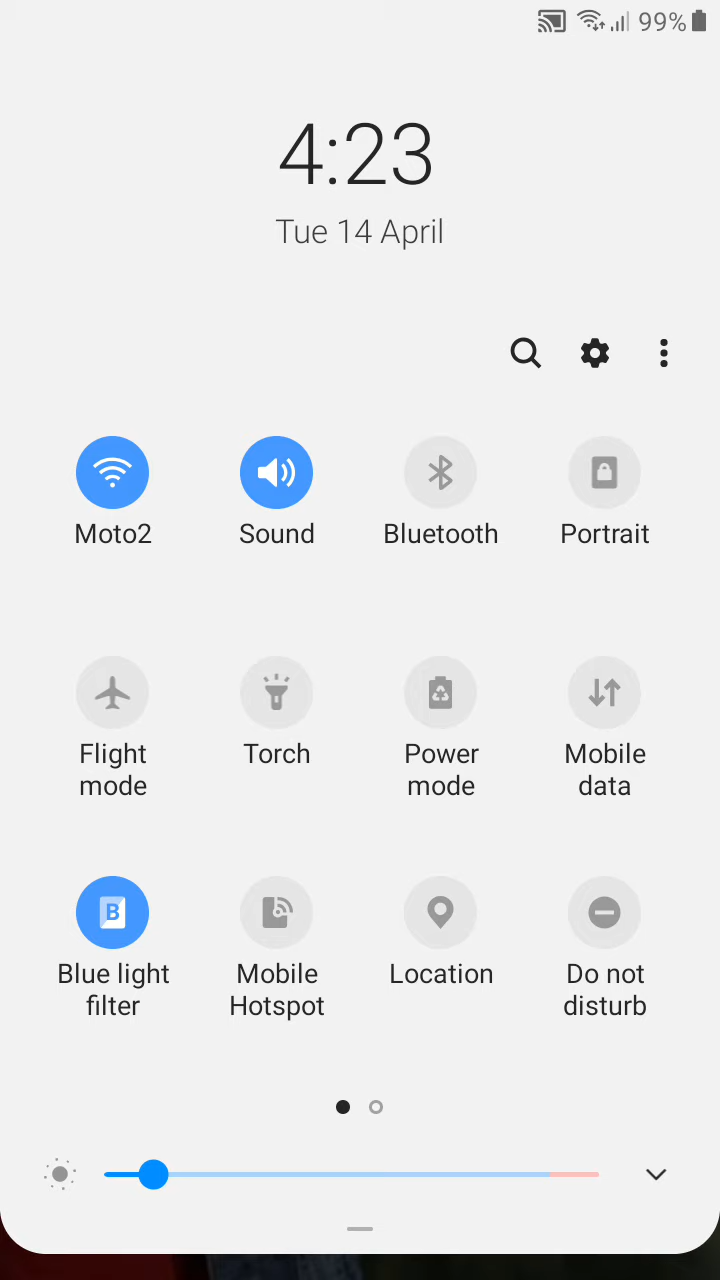 99%
4:23
Tue 14 April
Moto2
Sound
Bluetooth
Portrait
Flight
mode
Torch
Power
mode
Mobile
data
B
Blue light
filter
Mobile
Hotspot
Location
Do not
disturb